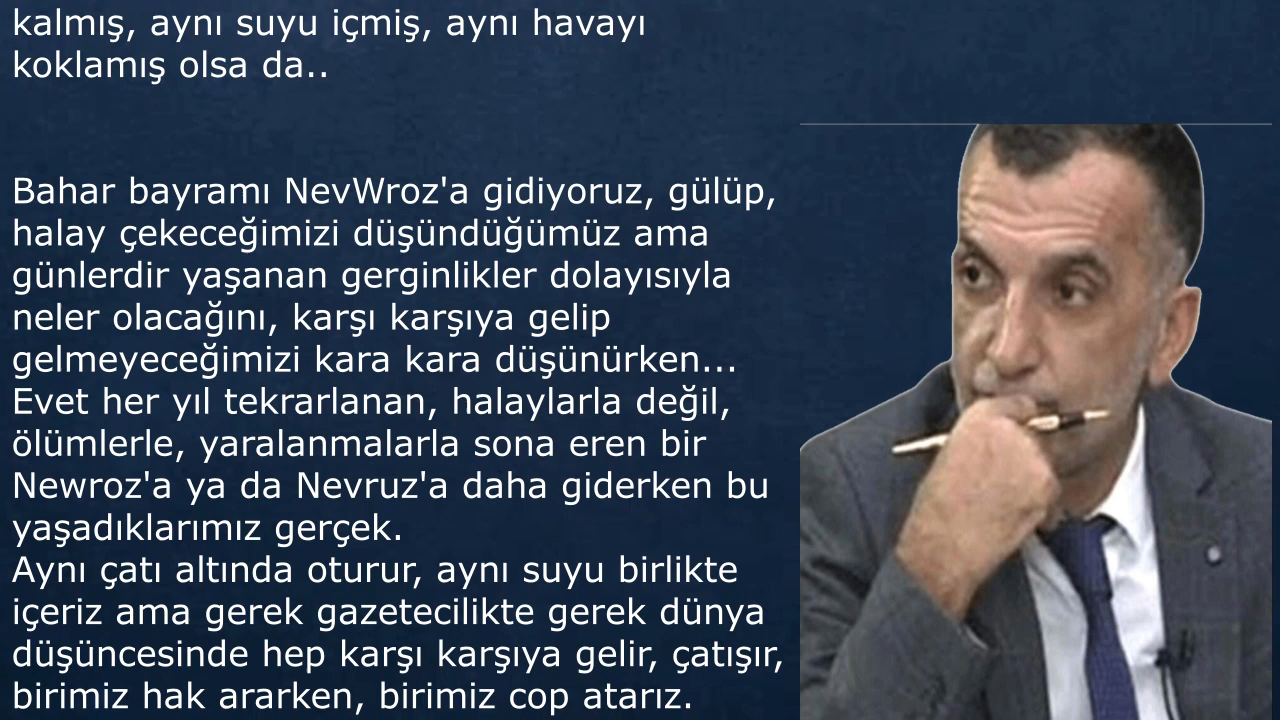 kalmış, aynı suyu içmiş, aynı havayı
koklamış olsa da..
Bahar bayramı NevWroz'a gidiyoruz, gülüp,
halay çekeceğimizi düşündüğümüz ama
günlerdir yaşanan gerginlikler dolayısıyla
neler olacağını, karşı karşıya gelip
gelmeyeceğimizi kara kara düşünürken...
Evet her yıl tekrarlanan, halaylarla değil,
ölümlerle, yaralanmalarla sona eren bir
Newroz'a ya da Nevruz'a daha giderken bu
yaşadıklarımız gerçek.
Aynı çatı altında oturur, aynı suyu birlikte
içeriz ama gerek gazetecilikte gerek dünya
düşüncesinde hep karşı karşıya gelir, çatışır,
birimiz hak ararken, birimiz cop atarız.